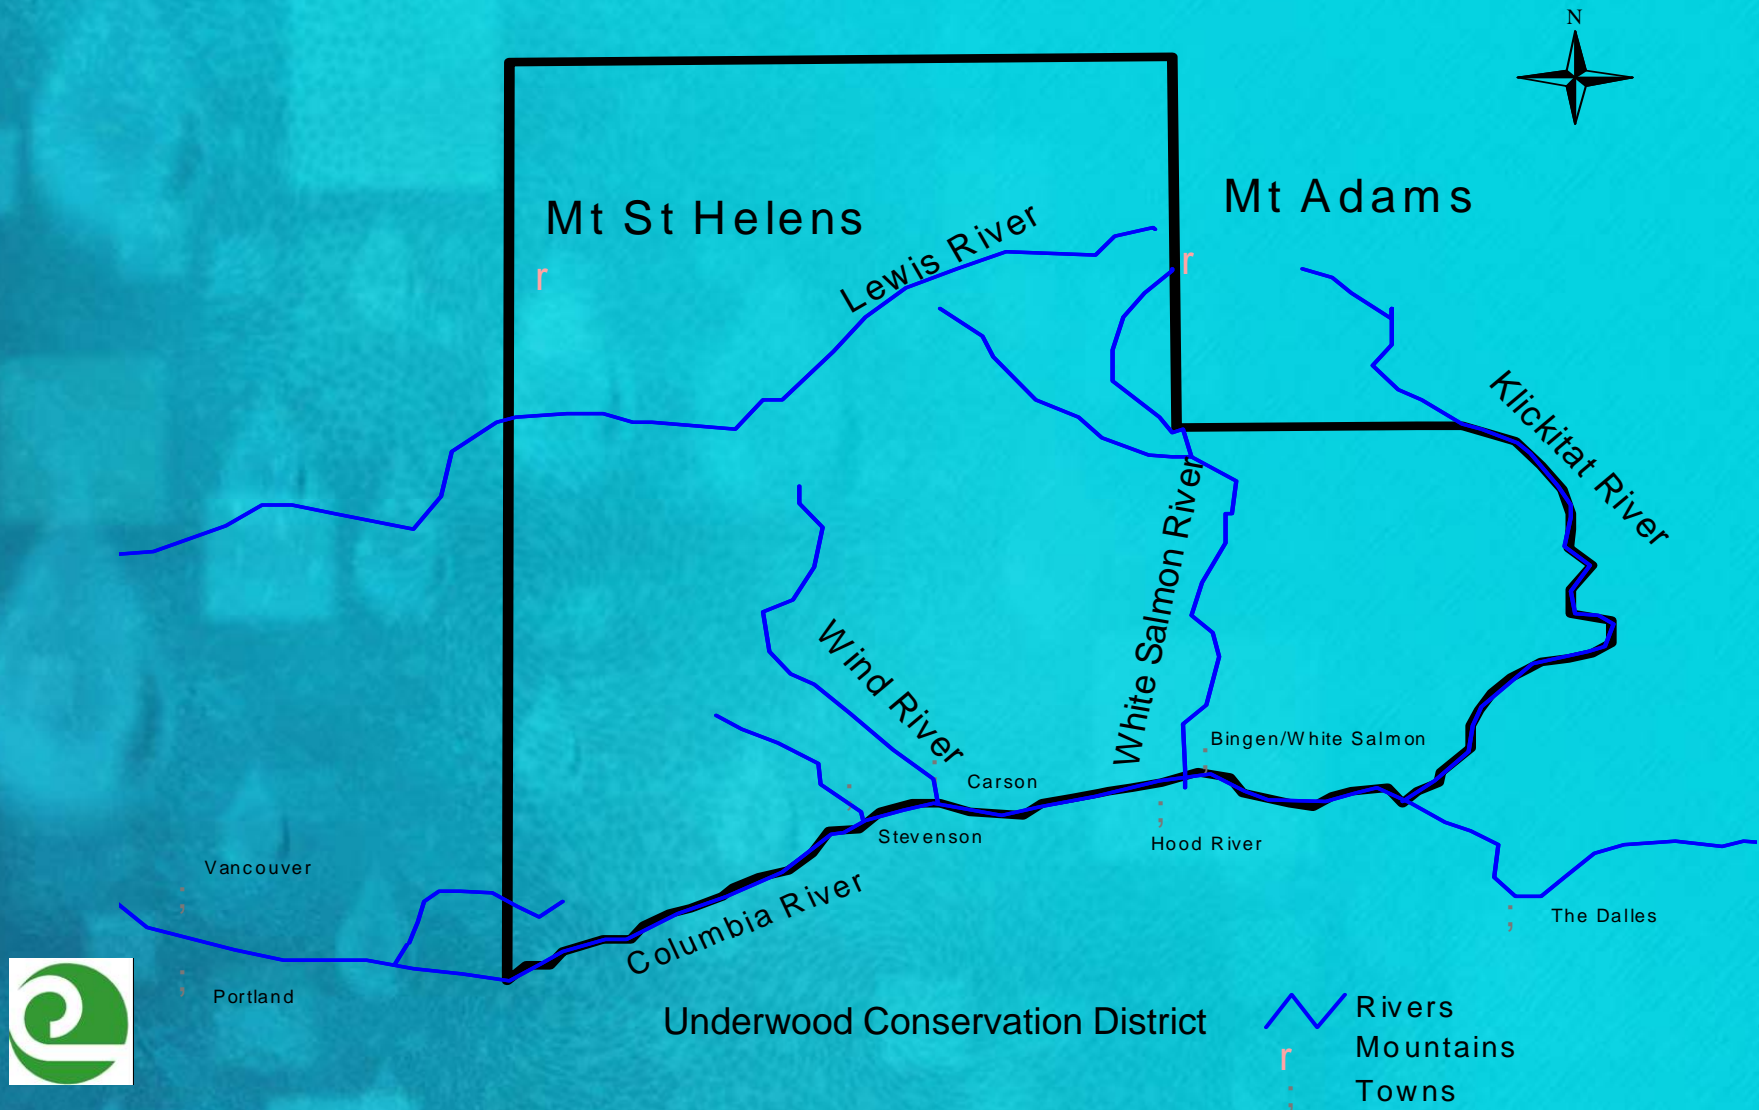 N
Mt Adams
Mt St Helens
r
r
Lewis River
Klickitat River
White Salmon River
Wind River
Bingen/White Salmon
Carson
Stevenson
Hood River
Vancouver
Columbia River
The Dalles
Portland
Underwood Conservation District
Rivers
r Mountains
Towns